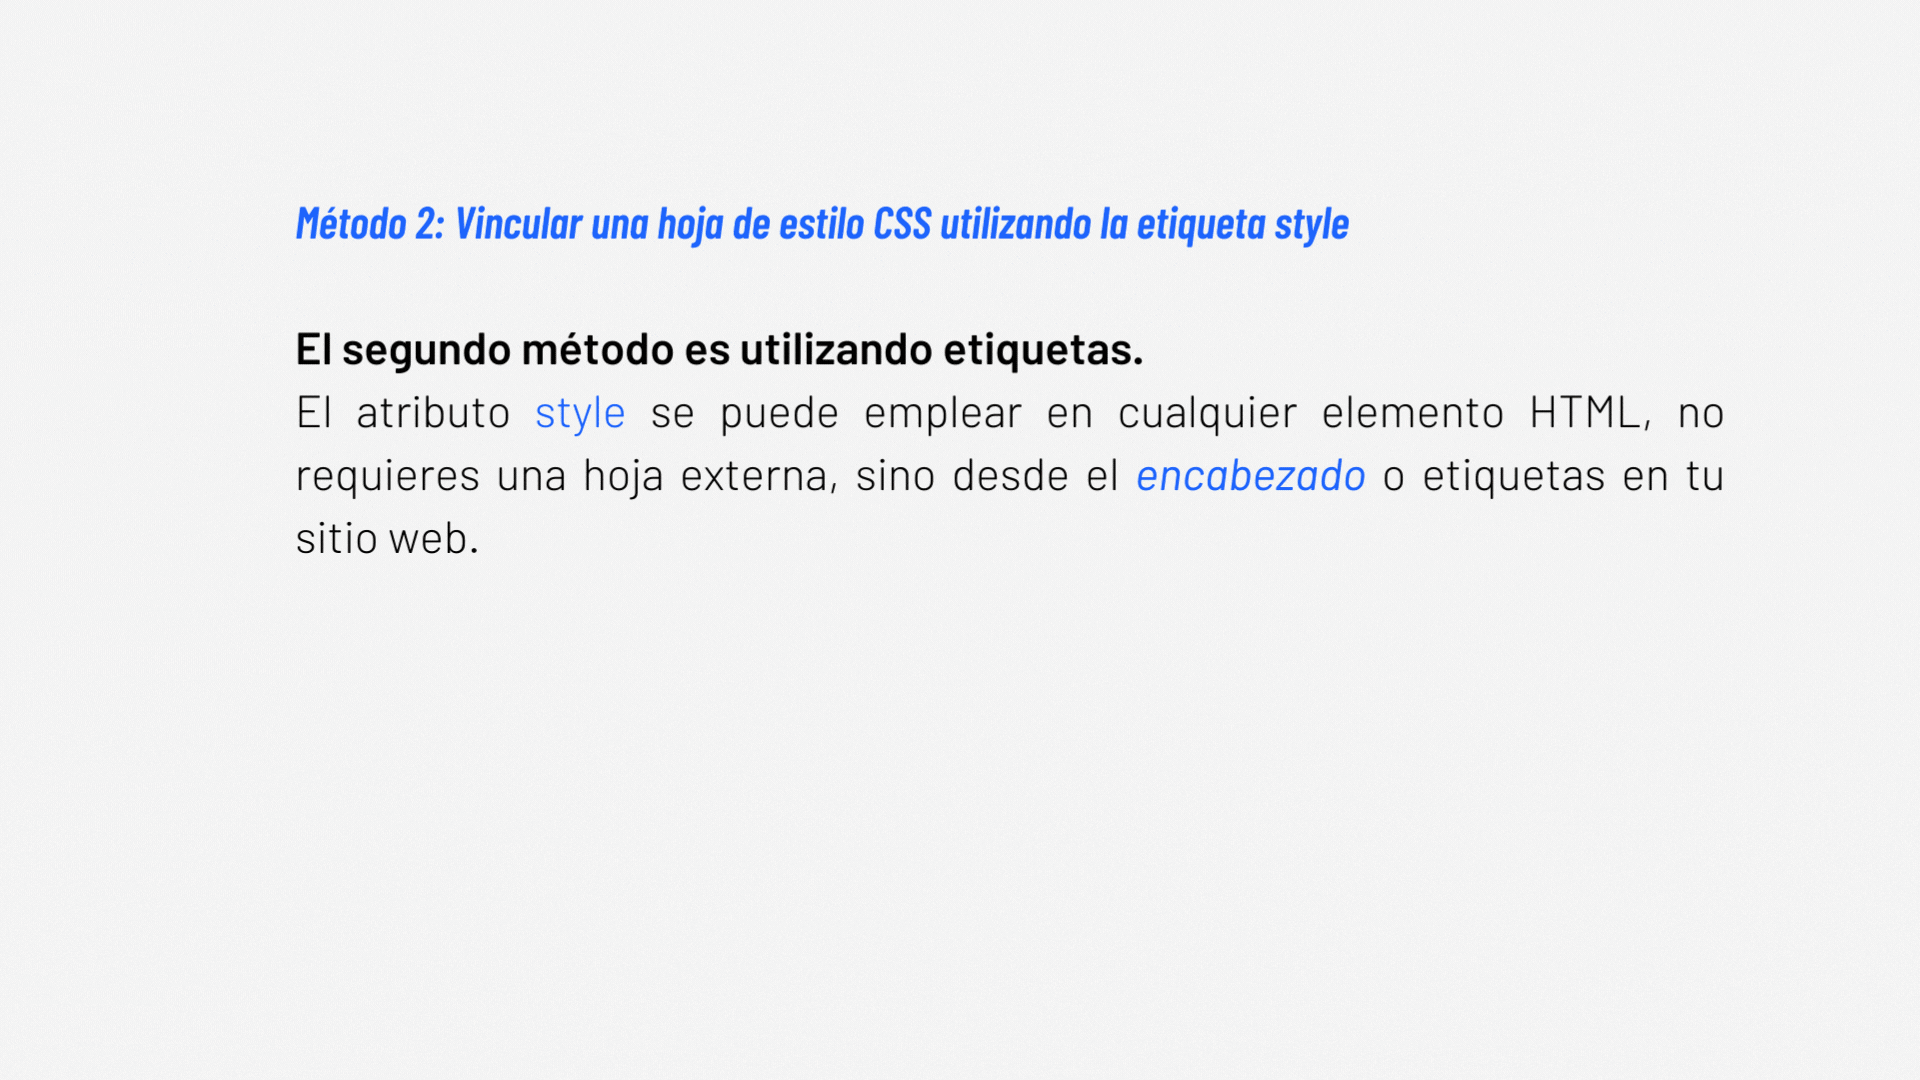 Método 2: Vincular una hoja de estilo CSS utilizando la etiqueta style
El segundo método es utilizando etiquetas.
El atributo style se puede emplear en cualquier elemento HTML, no
requieres una hoja externa, sino desde el encabezado o etiquetas en tu
sitio web.